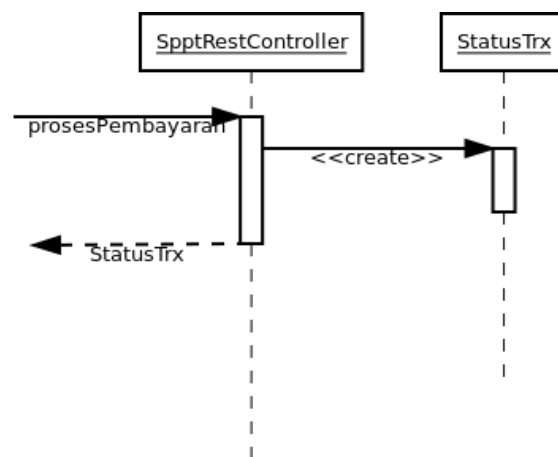 SpptRestController
StatusTrx
prosesPembayaran
<<create>>
StatusTrx